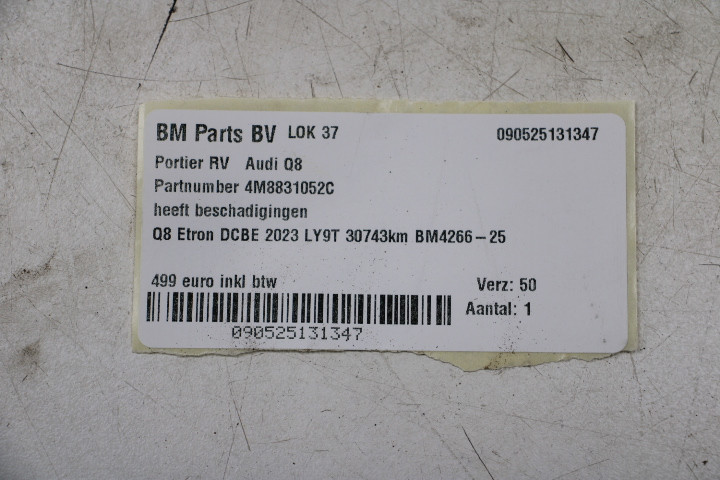 BM Parts BV LOK 37 090525131347
Portier RV Audi Q8
Partnumber 4M8831052C
heeft beschadigingen
Q8 Etron DCBE 2023 LY9T 30743km BM4266-25
499 euro inkl btw Verz: 50
Aantal: 1
090525131347